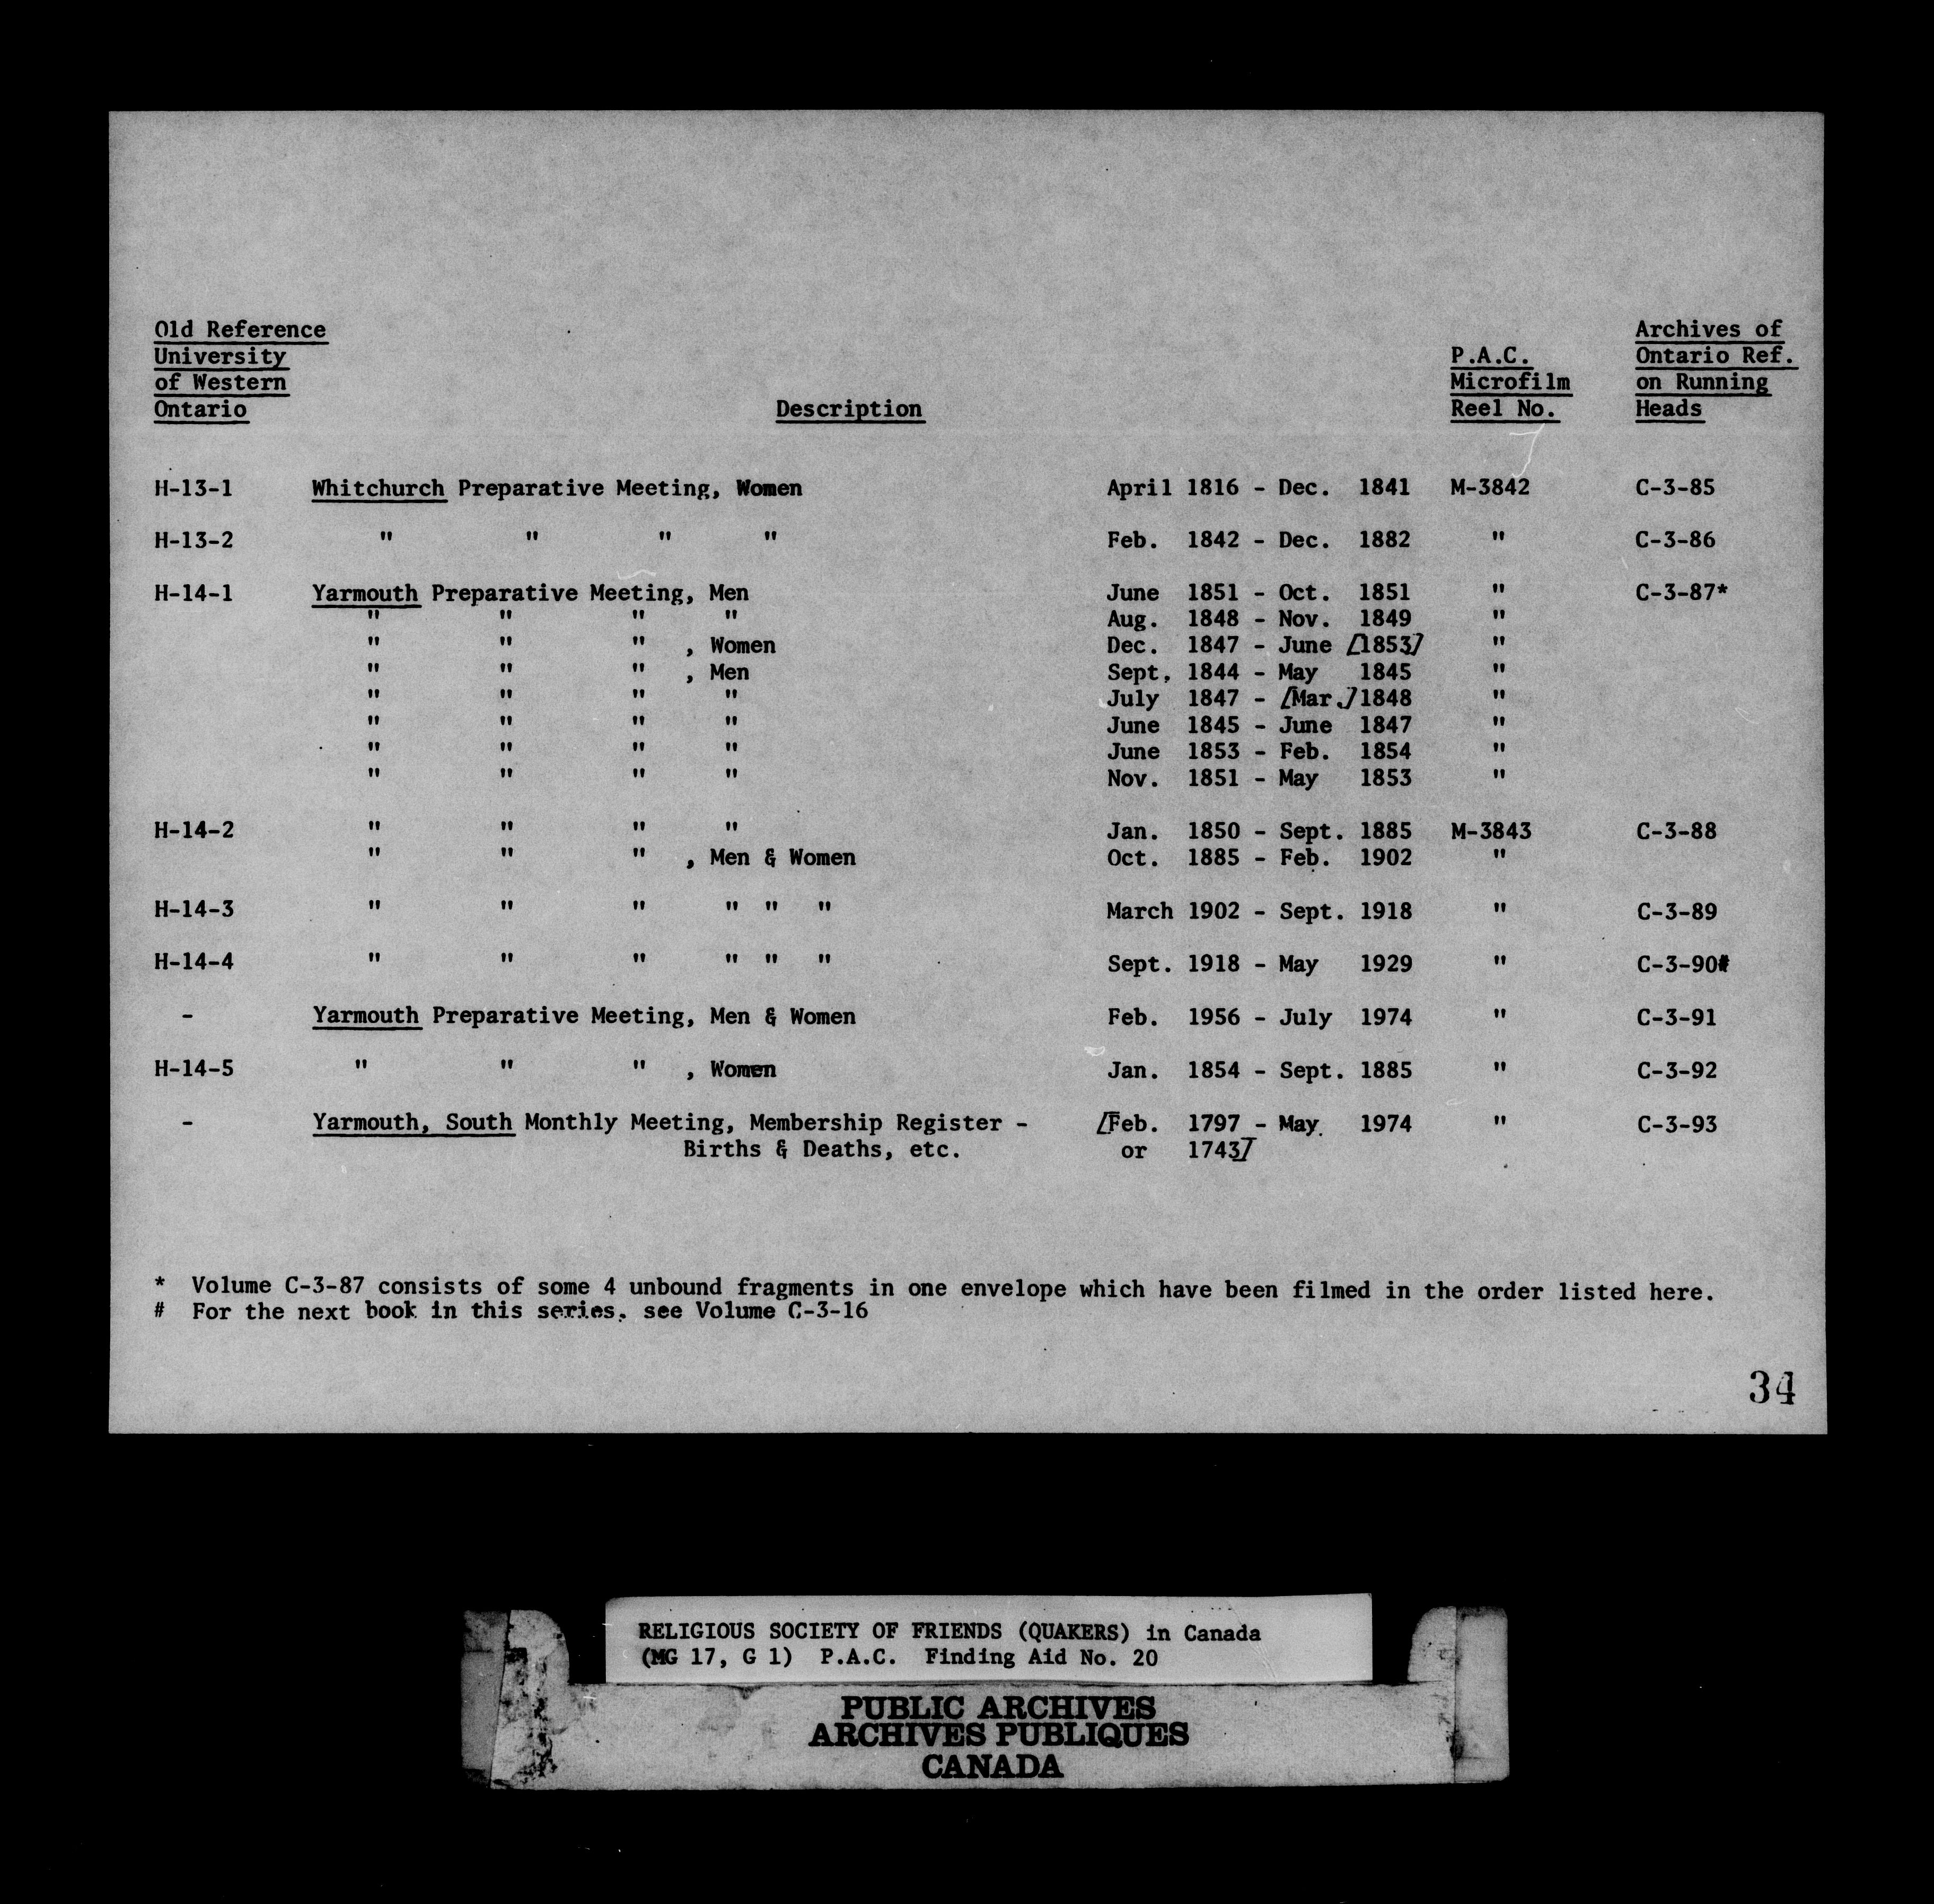 Old Reference
University
of Western
Ontario
Description
P.A.C.
Microfilm
Reel No.
Archives of
Ontario Ref.
on Running
Heads
H-13-1 Whitchurch Preparative Meeting, Women April 1816 - Dec. 1841 M-3842 C-3-85
H-13-2 " " " " Feb. 1842 - Dec. 1882 " C-3-86
H-14-1 Yarmouth Preparative Meeting, Men June 1851 - Oct. 1851 " C-3-87*
" " " " Aug. 1848 - Nov. 1849 "
" " " , Women Dec. 1847 - June [1853] "
" " " , Men Sept. 1844 - May 1845 "
" " " " July 1847 - [Mar.] 1848 "
" " " " June 1845 - June 1847 "
" " " " June 1853 - Feb. 1854 "
" " " " Nov. 1851 - May 1853 "
H-14-2 " " " " Jan. 1850 - Sept. 1885 M-3843 C-3-88
" " " , Men & Women Oct. 1885 - Feb. 1902 "
H-14-3 " " " " " " March 1902 - Sept. 1918 " C-3-89
H-14-4 " " " " " " Sept. 1918 - May 1929 " C-3-90#
- Yarmouth Preparative Meeting, Men & Women Feb. 1956 - July 1974 " C-3-91
H-14-5 " " " , Women Jan. 1854 - Sept. 1885 " C-3-92
- Yarmouth, South Monthly Meeting, Membership Register - [Feb. 1797 - May 1974 " C-3-93
Births & Deaths, etc. or 1743]
* Volume C-3-87 consists of some 4 unbound fragments in one envelope which have been filmed in the order listed here.
# For the next book in this series, see Volume C-3-16
34
RELIGIOUS SOCIETY OF FRIENDS (QUAKERS) in Canada
(MG 17, G 1) P.A.C. Finding Aid No. 20
PUBLIC ARCHIVES
ARCHIVES PUBLIQUES
CANADA